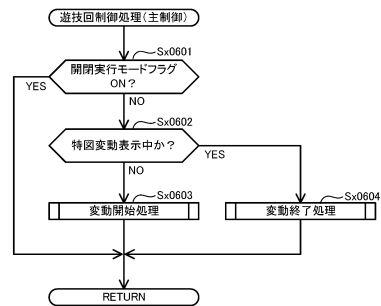 遊技回制御処理（主制御）
Sx0601
開閉実行モードフラグ
ON？
YES
NO
Sx0602
特図変動表示中か？
YES
NO
Sx0603
変動開始処理
Sx0604
変動終了処理
RETURN